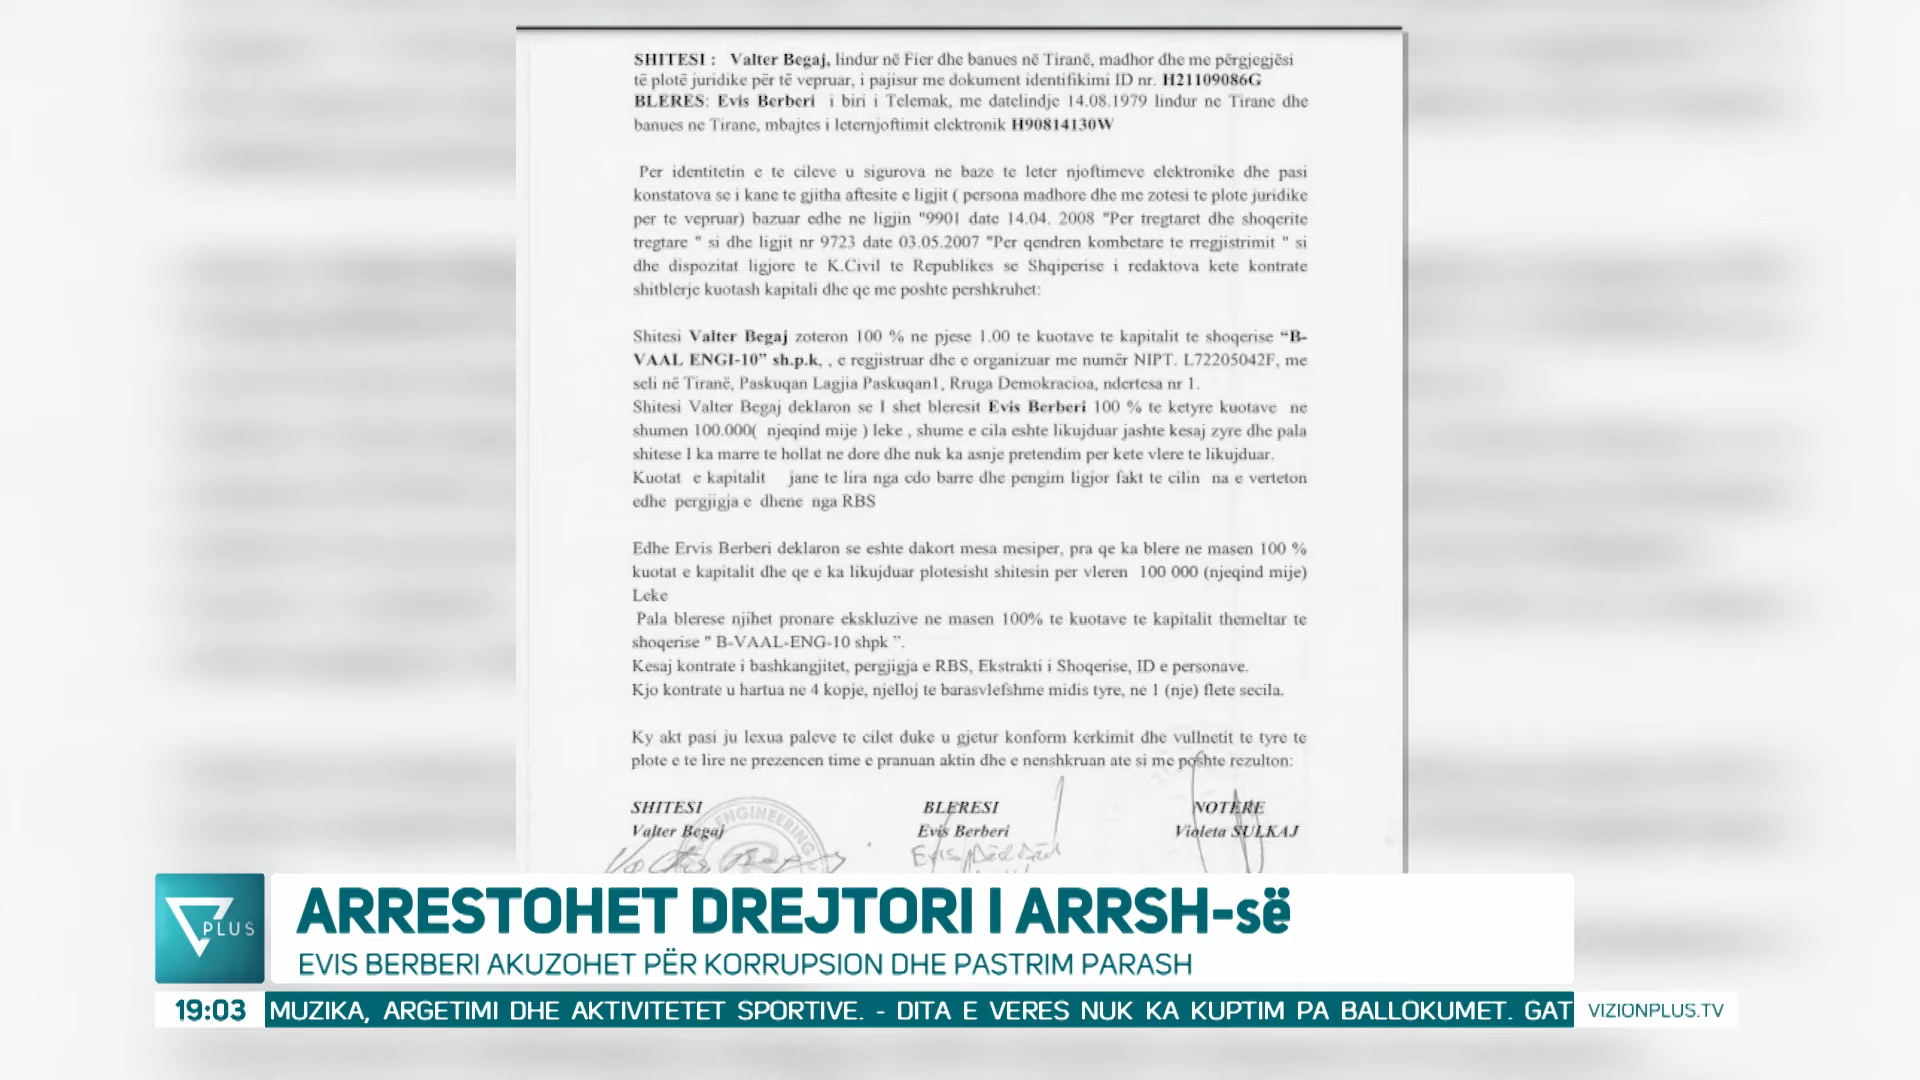 SHITESI : Valter Begaj, lindur në Fier dhe banues në Tiranë, madhor dhe me përgjegjësi
të plotë juridike për të vepruar, i pajisur me dokument identifikimi ID nr. H21109086G
BLERES: Evis Berberi i biri i Telemak, me datelindje 14.08.1979 lindur ne Tirane dhe
banues ne Tirane, mbajtes i leternjoftimit elektronik H90814130W
Per identitetin e te cileve u sigurova ne baze te leter njoftimeve elektronike dhe pasi
konstatova se i kane te gjitha aftesite e ligjit ( persona madhore dhe me zotesi te plote juridike
per te vepruar) bazuar edhe ne ligjin "9901 date 14.04. 2008 "Per tregtaret dhe shoqerite
tregtare " si dhe ligjit nr 9723 date 03.05.2007 "Per qendren kombetare te rregjistrimit " si
dhe dispozitat ligjore te K.Civil te Republikes se Shqiperise i redaktova kete kontrate
shitblerje kuotash kapitali dhe qe me poshte pershkruhet:
Shitesi Valter Begaj zoteron 100 % ne pjese 1.00 te kuotave te kapitalit te shoqerise “B-
VAAL ENGI-10” sh.p.k, , e regjistruar dhe e organizuar me numër NIPT. L72205042F, me
seli në Tiranë, Paskuqan Lagjia Paskuqan1, Rruga Demokracioa, ndertesa nr 1.
Shitesi Valter Begaj deklaron se I shet bleresit Evis Berberi 100 % te ketyre kuotave ne
shumen 100.000( njeqind mije ) leke , shume e cila eshte likujduar jashte kesaj zyre dhe pala
shitese I ka marre te hollat ne dore dhe nuk ka asnje pretendim per kete vlere te likujduar.
Kuotat e kapitalit jane te lira nga cdo barre dhe pengim ligjor fakt te cilin na e verteton
edhe pergjigja e dhene nga RBS
Edhe Ervis Berberi deklaron se eshte dakort mesa mesiper, pra qe ka blere ne masen 100 %
kuotat e kapitalit dhe qe e ka likujduar plotesisht shitesin per vleren 100 000 (njeqind mije)
Leke
Pala blerese njihet pronare ekskluzive ne masen 100% te kuotave te kapitalit themeltar te
shoqerise " B-VAAL-ENG-10 shpk ”.
Kesaj kontrate i bashkangjitet, pergjigja e RBS, Ekstrakti i Shoqerise, ID e personave.
Kjo kontrate u hartua ne 4 kopje, njelloj te barasvlefshme midis tyre, ne 1 (nje) flete secila.
Ky akt pasi ju lexua paleve te cilet duke u gjetur konform kerkimit dhe vullnetit te tyre te
plote e te lire ne prezencen time e pranuan aktin dhe e nenshkruan ate si me poshte rezulton:
SHITESI BLERESI NOTERE
Valter Begaj Evis Berberi Violeta SULKAJ
ENGINEERING
PLUS
ARRESTOHET DREJTORI I ARRSH-së
EVIS BERBERI AKUZOHET PËR KORRUPSION DHE PASTRIM PARASH
19:03 MUZIKA, ARGETIMI DHE AKTIVITETET SPORTIVE. - DITA E VERES NUK KA KUPTIM PA BALLOKUMET. GAT VIZIONPLUS.TV